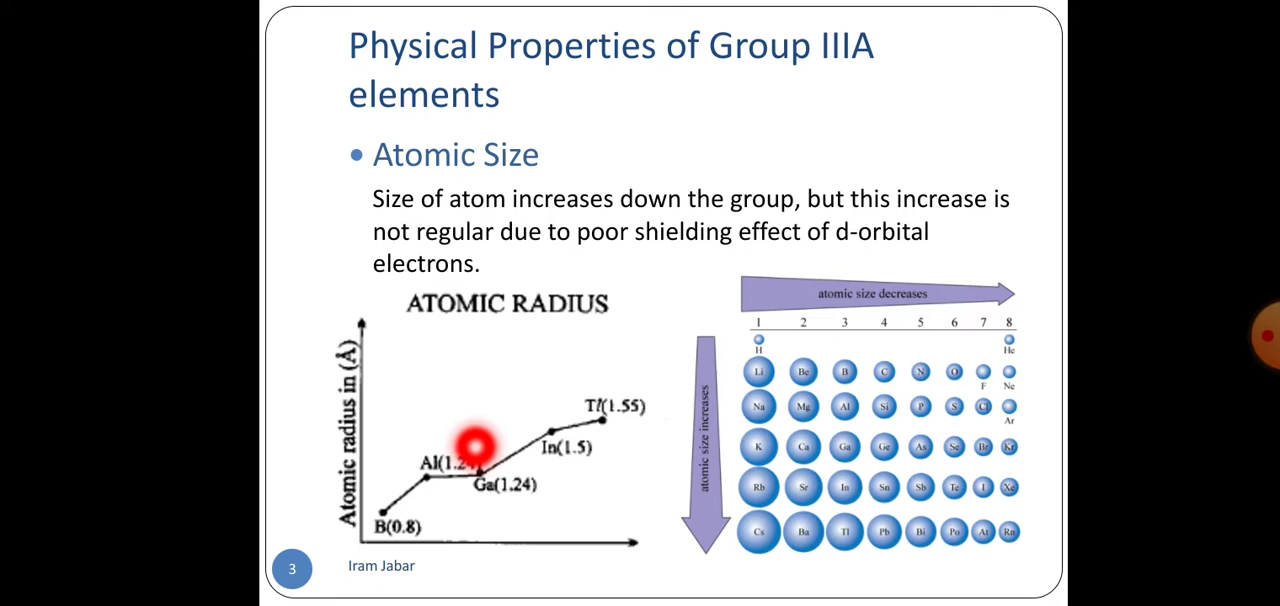 Physical Properties of Group IIIA
elements
• Atomic Size
Size of atom increases down the group, but this increase is
not regular due to poor shielding effect of d-orbital
electrons.
ATOMIC RADIUS
Atomic radius in (Å)
Tl(1.55)
In(1.5)
Al(1.2
Ga(1.24)
B(0.8)
atomic size decreases
1 2 3 4 5 6 7 8
H He
Li Be B C N O F Ne
Na Mg Al Si P S Cl Ar
K Ca Ga Ge As Se Br Kr
Rb Sr In Sn Sb Te I Xe
Cs Ba Tl Pb Bi Po At Rn
atomic size increases
3
Iram Jabar